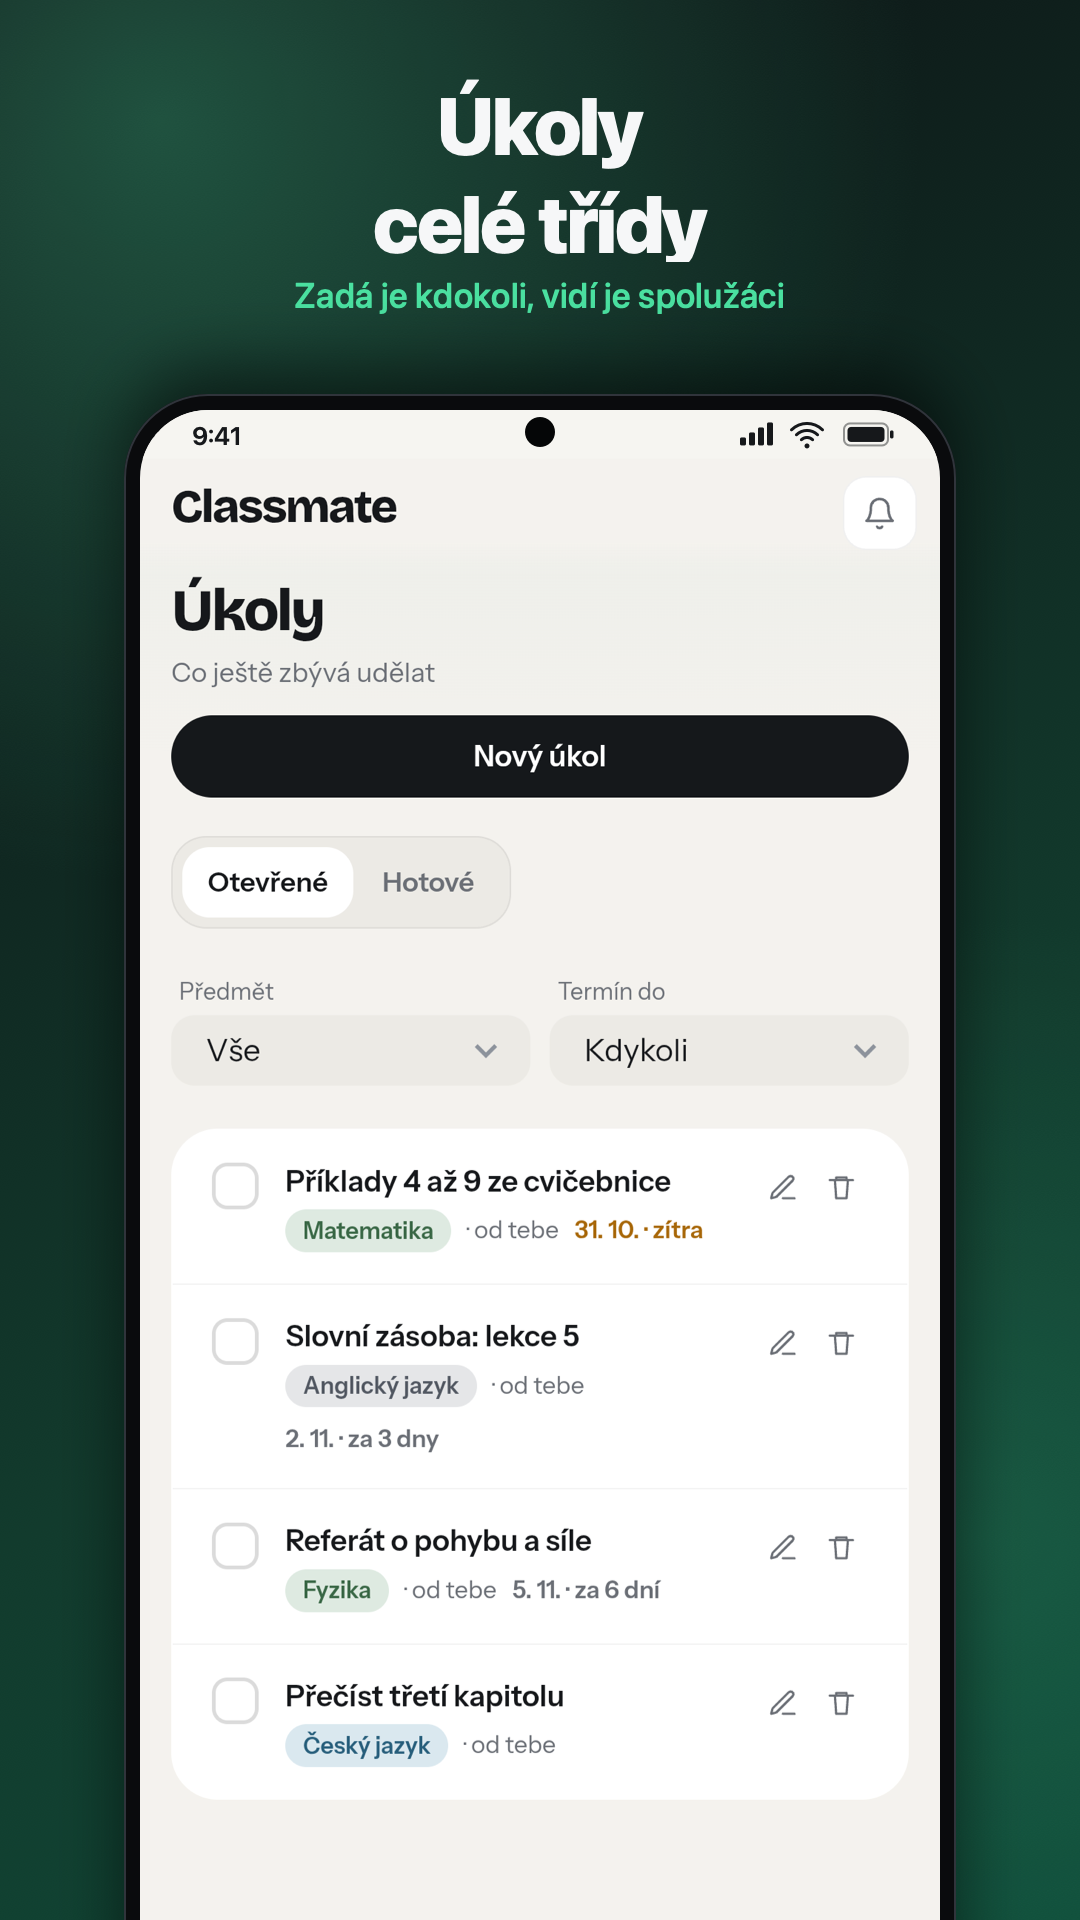 Úkoly
celé třídy
Zadá je kdokoli, vidí je spolužáci
9:41
Classmate
Úkoly
Co ještě zbývá udělat
Nový úkol
Otevřené Hotové
Předmět Termín do
Vše Kdykoli
Příklady 4 až 9 ze cvičebnice
Matematika · od tebe 31. 10. · zítra
Slovní zásoba: lekce 5
Anglický jazyk · od tebe
2. 11. · za 3 dny
Referát o pohybu a síle
Fyzika · od tebe 5. 11. · za 6 dní
Přečíst třetí kapitolu
Český jazyk · od tebe